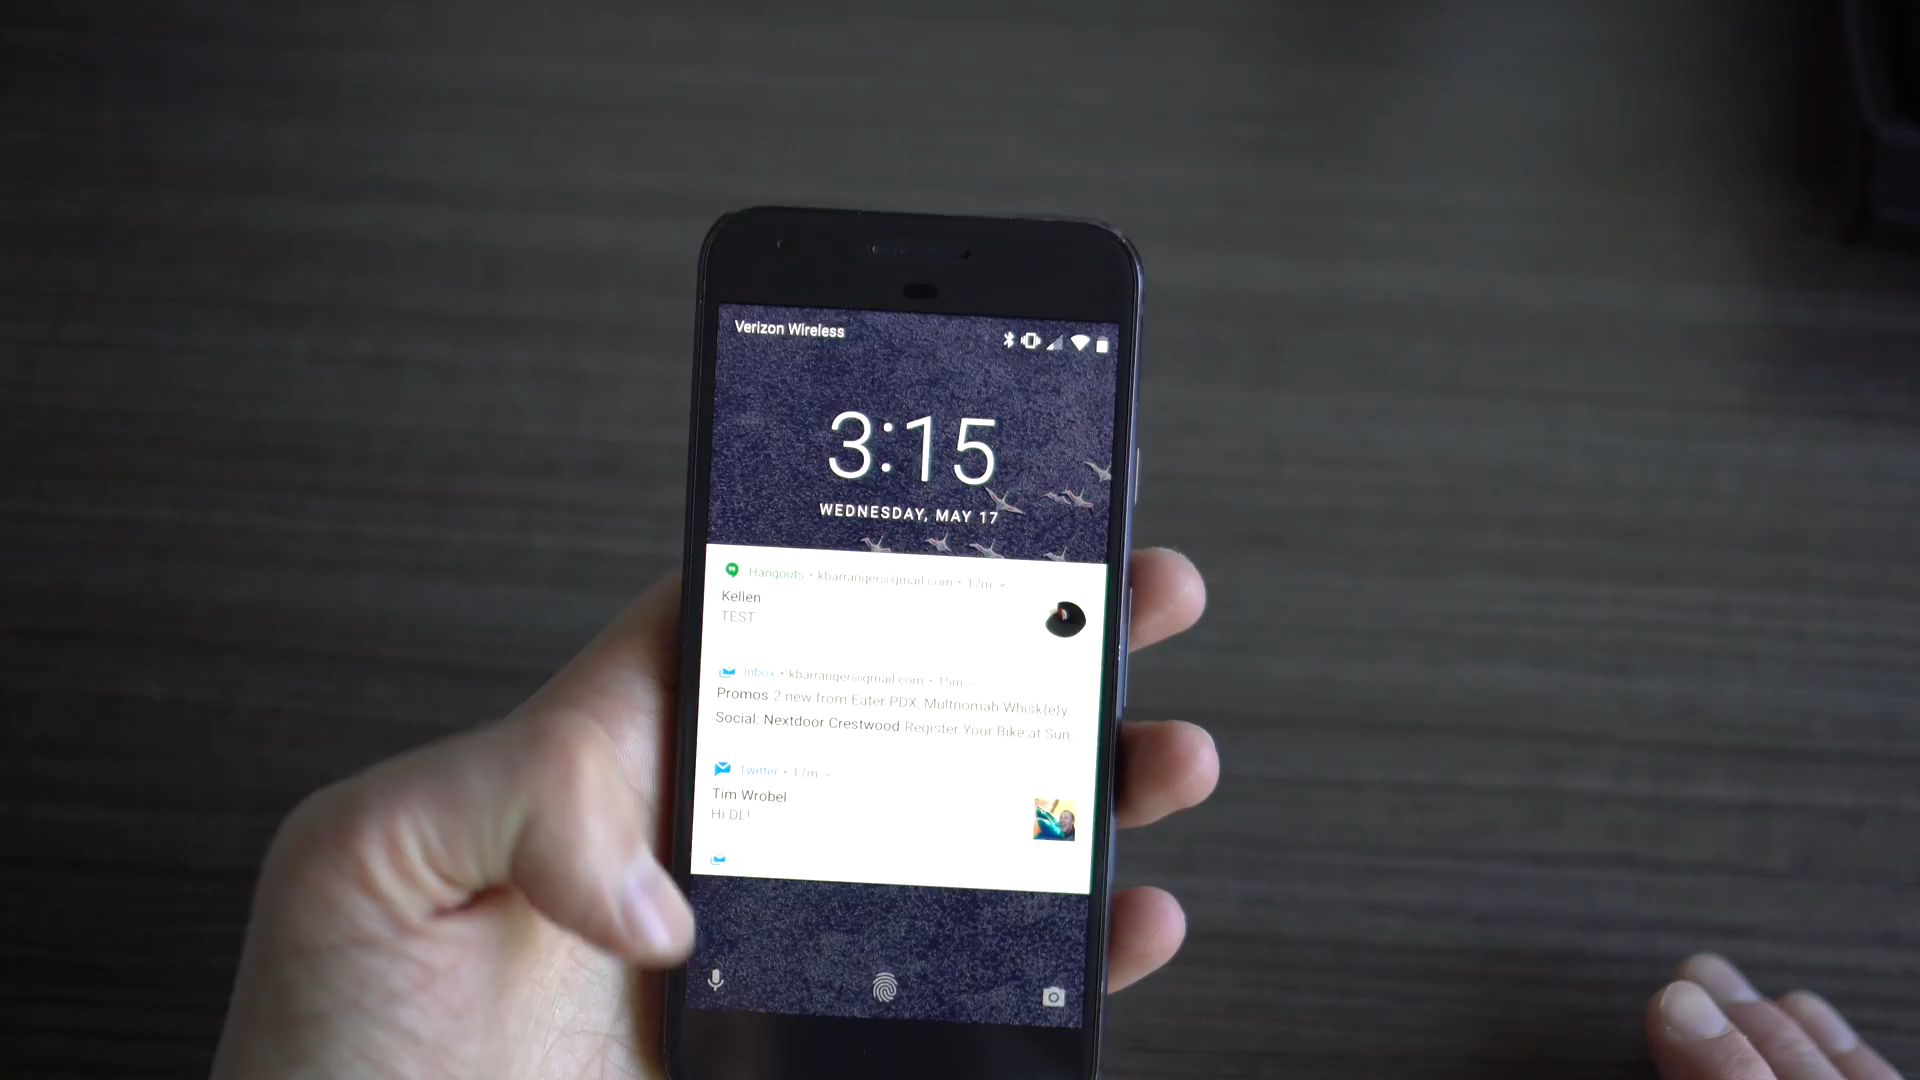 Verizon Wireless
3:15
WEDNESDAY, MAY 17
Hangouts • kbarranger@gmail.com • 17m
Kellen
TEST
Inbox • kbarranger@gmail.com • 15m
Promos 2 new from Eater PDX, Multnomah Whisk{e}y
Social: Nextdoor Crestwood Register Your Bike at Sun
Twitter • 17m
Tim Wrobel
Hi DL!